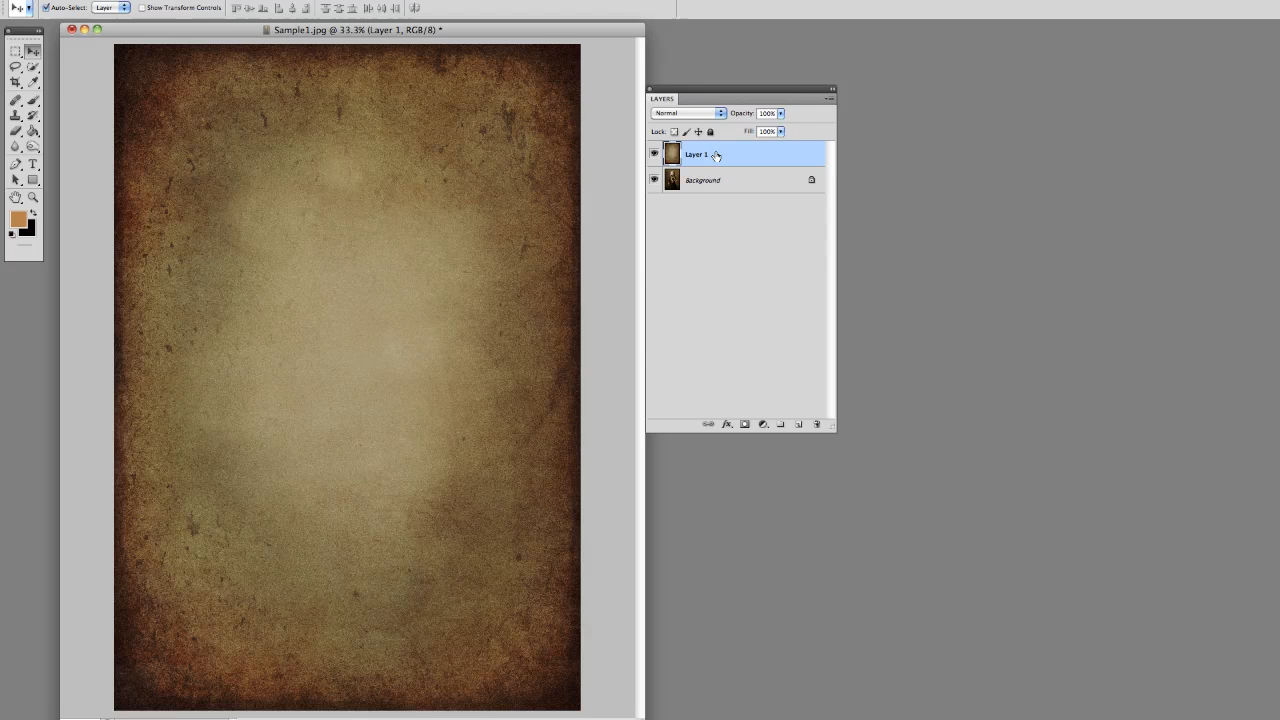 Auto-Select: Layer Show Transform Controls
Sample1.jpg @ 33.3% (Layer 1, RGB/8) *
LAYERS
Normal Opacity: 100%
Lock: Fill: 100%
Layer 1
Background